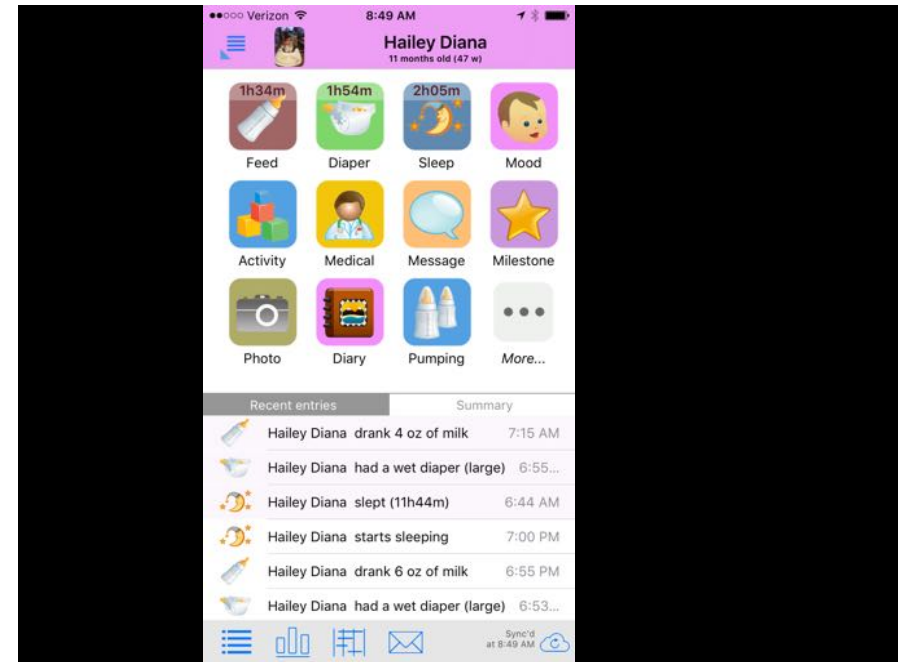 Verizon 8:49 AM
Hailey Diana
11 months old (47 w)
1h34m 1h54m 2h05m
Feed Diaper Sleep Mood
Activity Medical Message Milestone
Photo Diary Pumping More...
Recent entries Summary
Hailey Diana drank 4 oz of milk 7:15 AM
Hailey Diana had a wet diaper (large) 6:55...
Hailey Diana slept (11h44m) 6:44 AM
Hailey Diana starts sleeping 7:00 PM
Hailey Diana drank 6 oz of milk 6:55 PM
Hailey Diana had a wet diaper (large) 6:53...
Sync'd
at 8:49 AM